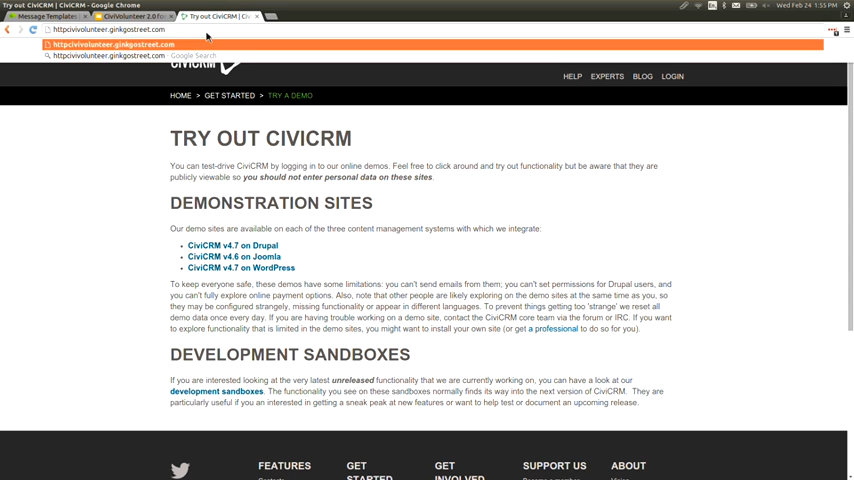 Try out CiviCRM | CiviCRM - Google Chrome
Wed Feb 24 1:55 PM
Message Templates
CiviVolunteer 2.0 fo
Try out CiviCRM | Civi
httpcivivolunteer.ginkgostreet.com
httpcivivolunteer.ginkgostreet.com
httpcivivolunteer.ginkgostreet.com - Google Search
CIVICRM
HELP EXPERTS BLOG LOGIN
HOME > GET STARTED > TRY A DEMO
TRY OUT CIVICRM
You can test-drive CiviCRM by logging in to our online demos. Feel free to click around and try out functionality but be aware that they are
publicly viewable so you should not enter personal data on these sites.
DEMONSTRATION SITES
Our demo sites are available on each of the three content management systems with which we integrate:
• CiviCRM v4.7 on Drupal
• CiviCRM v4.6 on Joomla
• CiviCRM v4.7 on WordPress
To keep everyone safe, these demos have some limitations: you can't send emails from them; you can't set permissions for Drupal users, and
you can't fully explore online payment options. Also, note that other people are likely exploring on the demo sites at the same time as you, so
they may be configured strangely, missing functionality or appear in different languages. To prevent things getting too 'strange' we reset all
demo data once every day. If you are having trouble working on a demo site, contact the CiviCRM core team via the forum or IRC. If you want
to explore functionality that is limited in the demo sites, you might want to install your own site (or get a professional to do so for you).
DEVELOPMENT SANDBOXES
If you are interested looking at the very latest unreleased functionality that we are currently working on, you can have a look at our
development sandboxes. The functionality you see on these sandboxes normally finds its way into the next version of CiviCRM. They are
particularly useful if you an interested in getting a sneak peak at new features or want to help test or document an upcoming release.
FEATURES GET GET SUPPORT US ABOUT
STARTED INVOLVED